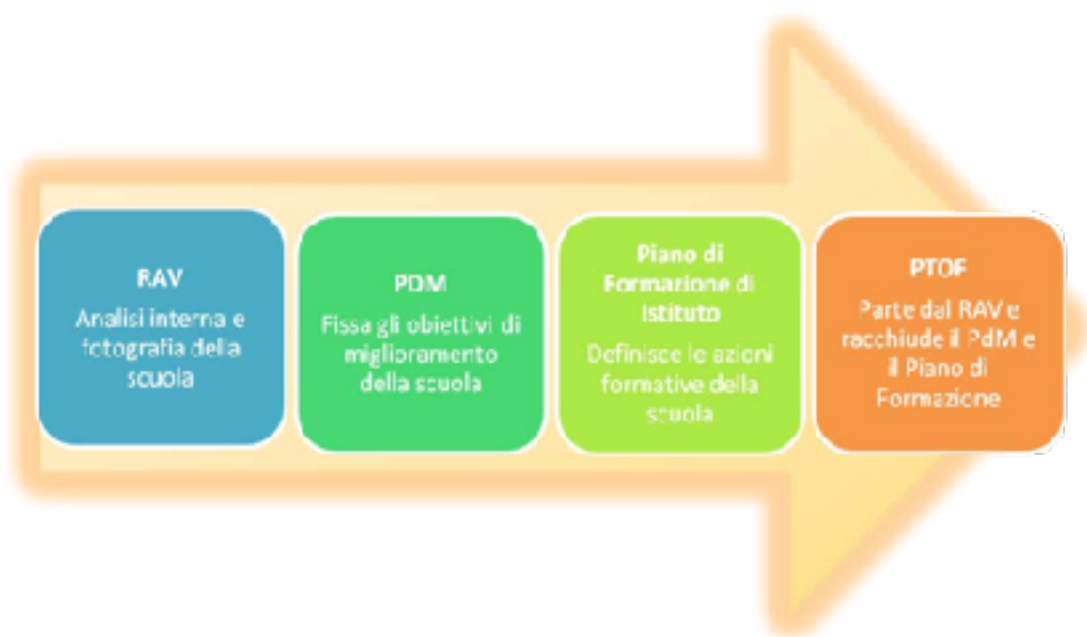 RAV
Analisi interna e
fotografia della
scuola
PDM
Fissa gli obiettivi di
miglioramento
della scuola
Piano di
Formazione di
Istituto
Definisce le azioni
formative della
scuola
PTOF
Parte dal RAV e
racchiude il PdM e
il Piano di
Formazione